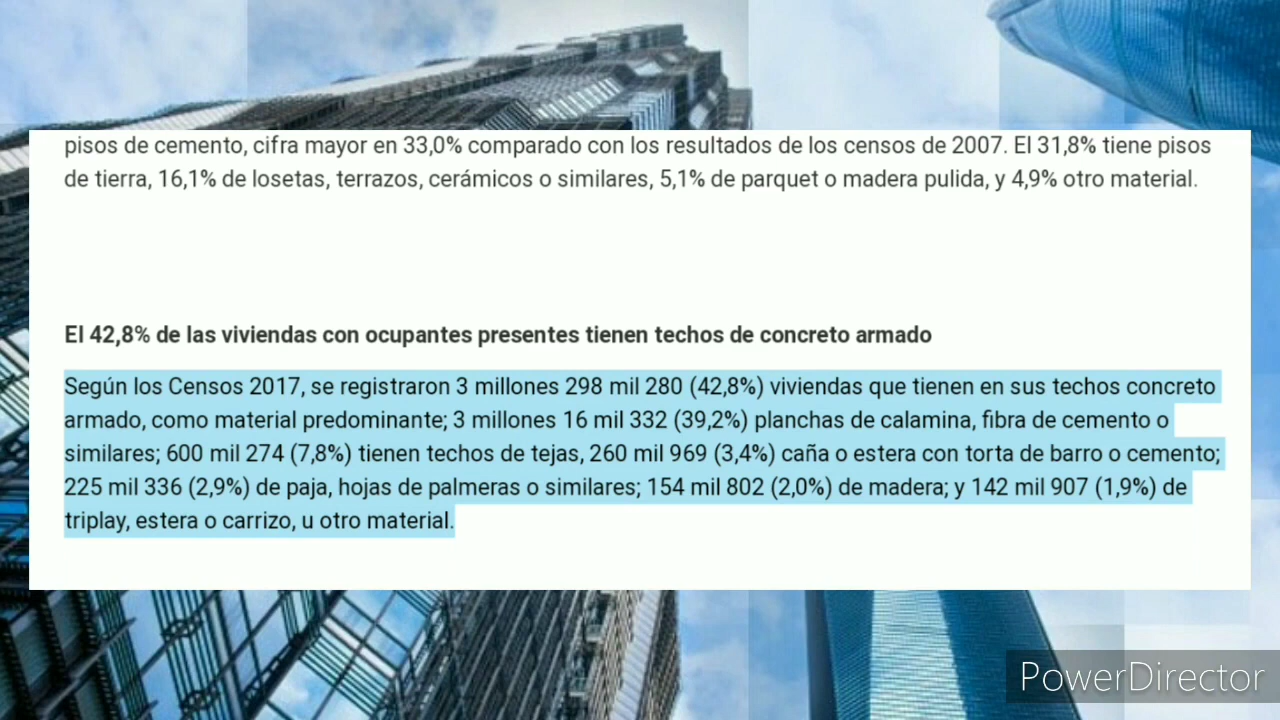 pisos de cemento, cifra mayor en 33,0% comparado con los resultados de los censos de 2007. El 31,8% tiene pisos
de tierra, 16,1% de losetas, terrazos, cerámicos o similares, 5,1% de parquet o madera pulida, y 4,9% otro material.
El 42,8% de las viviendas con ocupantes presentes tienen techos de concreto armado
Según los Censos 2017, se registraron 3 millones 298 mil 280 (42,8%) viviendas que tienen en sus techos concreto
armado, como material predominante; 3 millones 16 mil 332 (39,2%) planchas de calamina, fibra de cemento o
similares; 600 mil 274 (7,8%) tienen techos de tejas, 260 mil 969 (3,4%) caña o estera con torta de barro o cemento;
225 mil 336 (2,9%) de paja, hojas de palmeras o similares; 154 mil 802 (2,0%) de madera; y 142 mil 907 (1,9%) de
triplay, estera o carrizo, u otro material.
PowerDirector